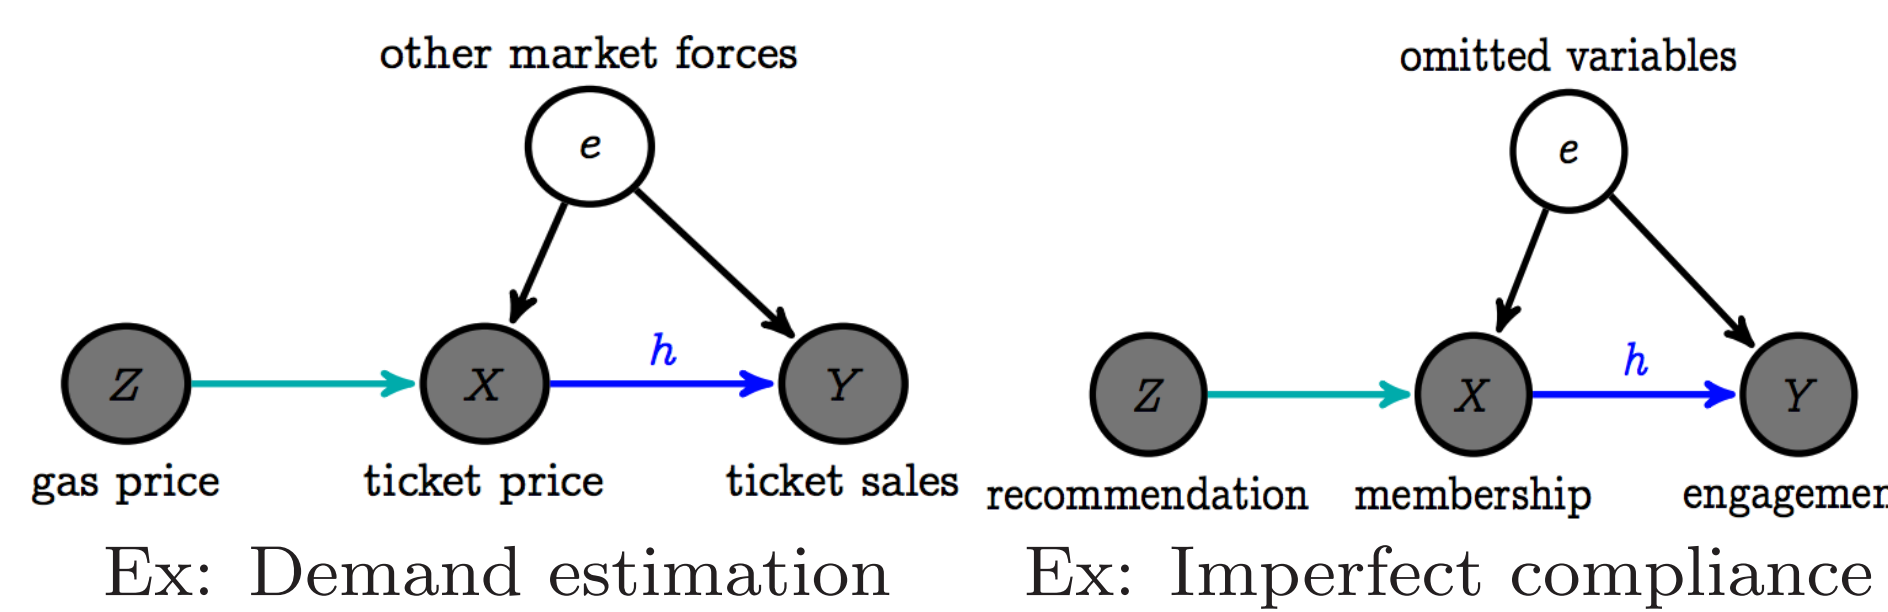 other market forces
e
Z
X
h
Y
gas price
ticket price
ticket sales
Ex: Demand estimation
omitted variables
e
Z
X
h
Y
recommendation
membership
engagemen
Ex: Imperfect compliance